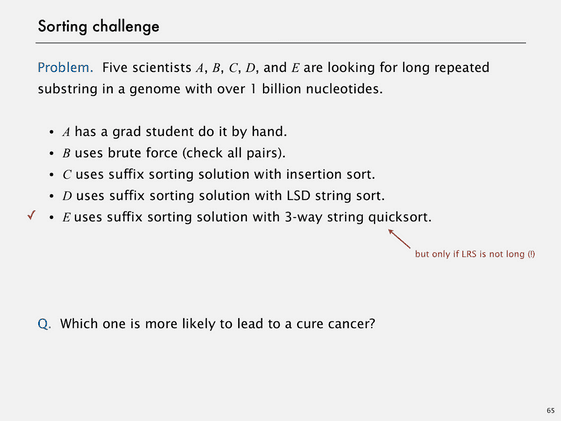 Sorting challenge
Problem. Five scientists A, B, C, D, and E are looking for long repeated
substring in a genome with over 1 billion nucleotides.
• A has a grad student do it by hand.
• B uses brute force (check all pairs).
• C uses suffix sorting solution with insertion sort.
• D uses suffix sorting solution with LSD string sort.
✓ • E uses suffix sorting solution with 3-way string quicksort.
but only if LRS is not long (!)
Q. Which one is more likely to lead to a cure cancer?
65